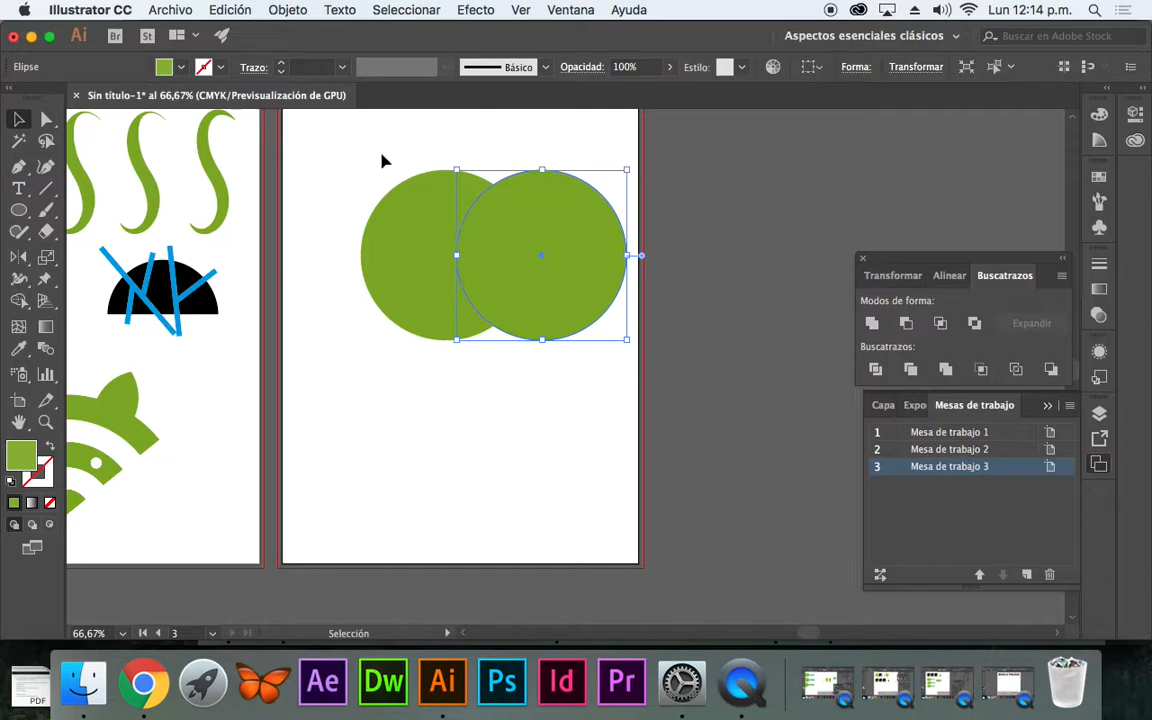 Illustrator CC Archivo Edición Objeto Texto Seleccionar Efecto Ver Ventana Ayuda Lun 12:14 p.m.
Ai Br St Aspectos esenciales clásicos Buscar en Adobe Stock
Elipse Trazo: Básico Opacidad: 100% Estilo: Forma: Transformar
× Sin título-1* al 66,67% (CMYK/Previsualización de GPU)
Transformar Alinear Buscatrazos
Modos de forma:
Expandir
Buscatrazos:
Capa Expo Mesas de trabajo
1 Mesa de trabajo 1
2 Mesa de trabajo 2
3 Mesa de trabajo 3
66,67% 3 Selección
PDF Ae Dw Ai Ps Id Pr